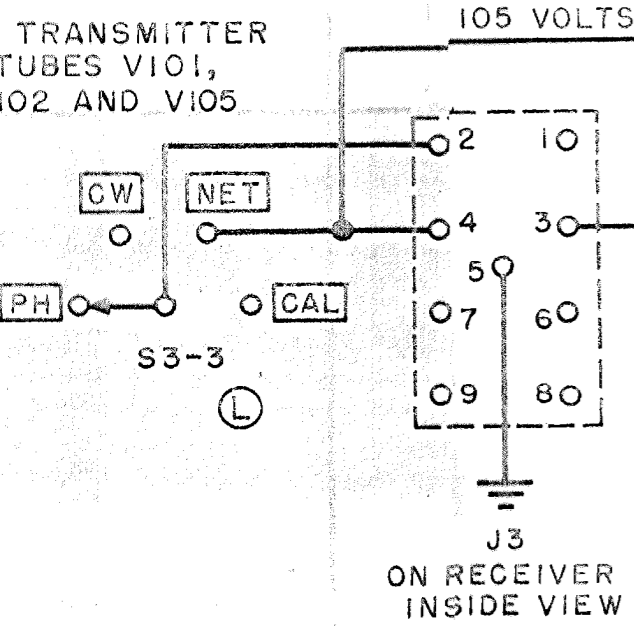 105 VOLTS
TRANSMITTER
TUBES V101,
102 AND V105
2 1
CW NET
4 3
5
PH CAL
7 6
S3-3
L
9 8
J3
ON RECEIVER
INSIDE VIEW